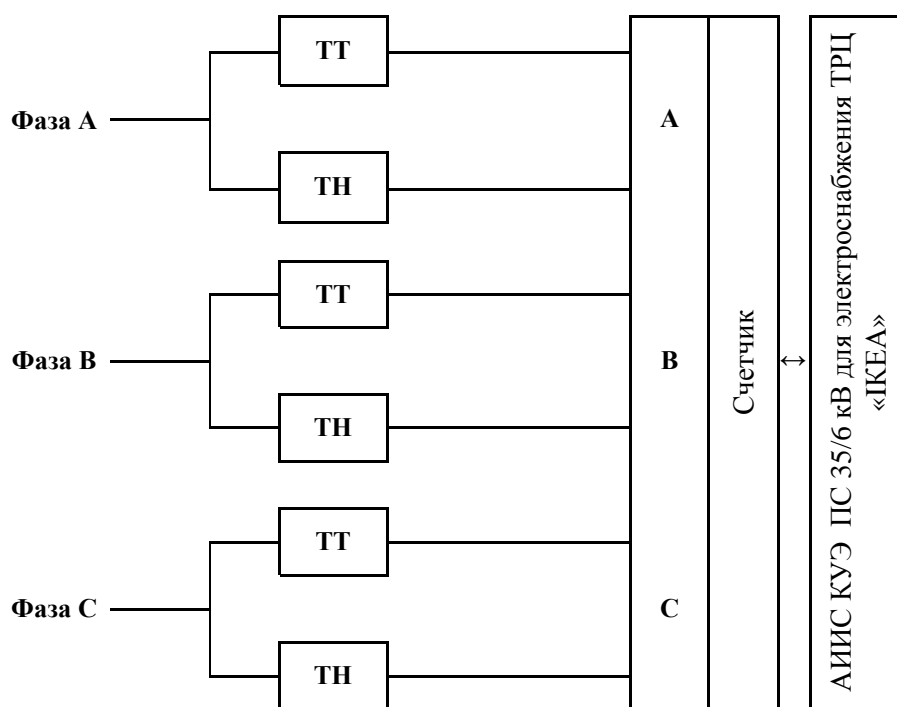 ТТ
Фаза А
ТН
А
ТТ
Фаза В
ТН
В
ТТ
Фаза С
ТН
С
Счетчик
↔
АИИС КУЭ ПС 35/6 кВ для электроснабжения ТРЦ
«IKEA»